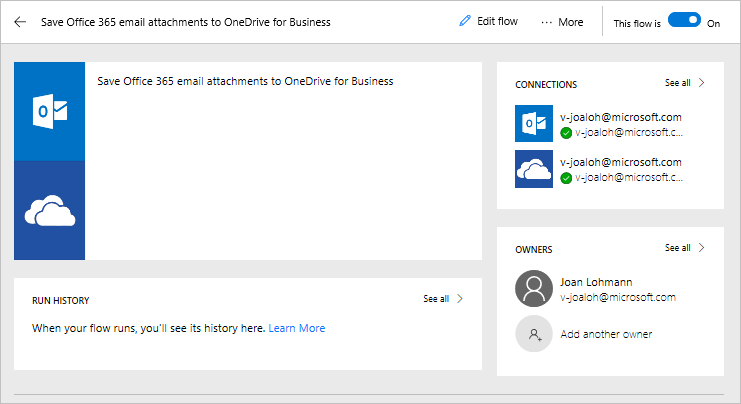 Save Office 365 email attachments to OneDrive for Business
Edit flow
··· More
This flow is
On
Save Office 365 email attachments to OneDrive for Business
CONNECTIONS
See all
v-joaloh@microsoft.com
v-joaloh@microsoft.c...
v-joaloh@microsoft.com
v-joaloh@microsoft.c...
OWNERS
See all
Joan Lohmann
v-joaloh@microsoft.com
Add another owner
RUN HISTORY
See all
When your flow runs, you'll see its history here. Learn More